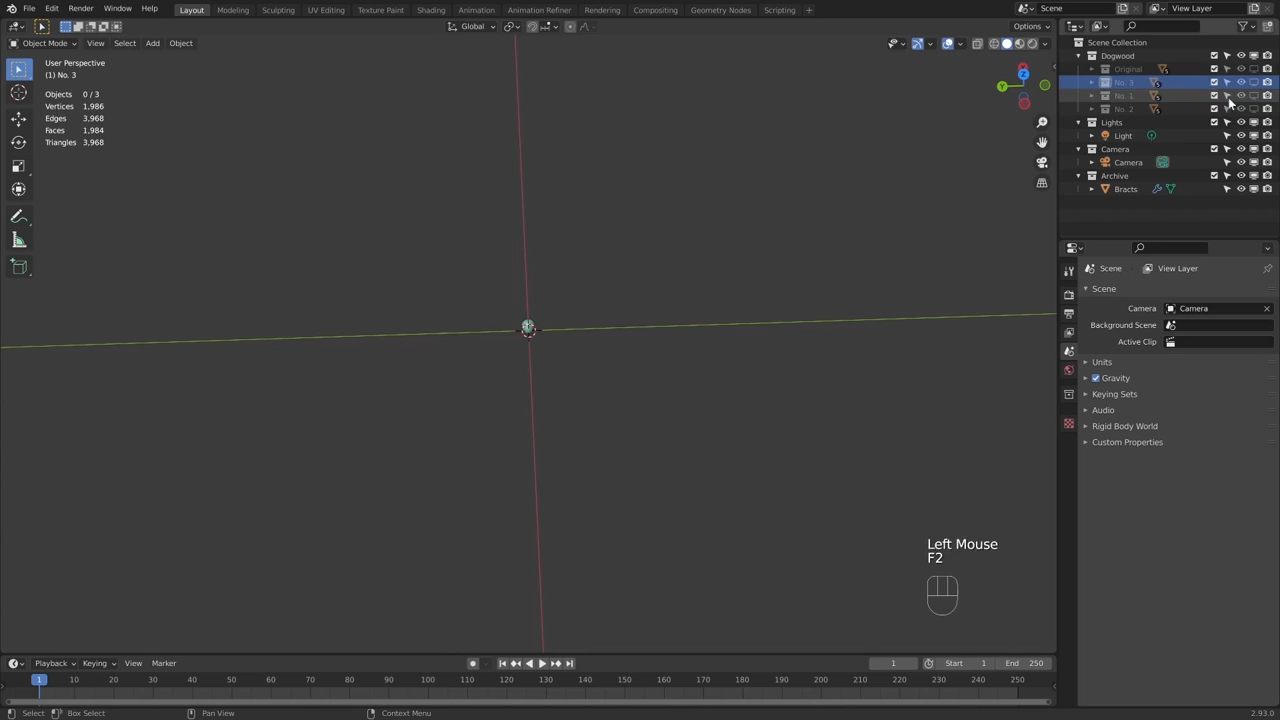 File Edit Render Window Help Layout Modeling Sculpting UV Editing Texture Paint Shading Animation Animation Refiner Rendering Compositing Geometry Nodes Scripting + Scene View Layer
Global Options
Object Mode View Select Add Object
User Perspective
(1) No. 3
Objects 0 / 3
Vertices 1,986
Edges 3,968
Faces 1,984
Triangles 3,968
X
Y
Z
Scene Collection
Dogwood
Original 5
No. 3 5
No. 1 5
No. 2 5
Lights
Light
Camera
Camera
Archive
Bracts
Scene View Layer
Scene
Camera Camera
Background Scene
Active Clip
Units
Gravity
Keying Sets
Audio
Rigid Body World
Custom Properties
Left Mouse
F2
Playback Keying View Marker 1 Start 1 End 250
1 10 20 30 40 50 60 70 80 90 100 110 120 130 140 150 160 170 180 190 200 210 220 230 240 250
Select Box Select Pan View Context Menu 2.93.0